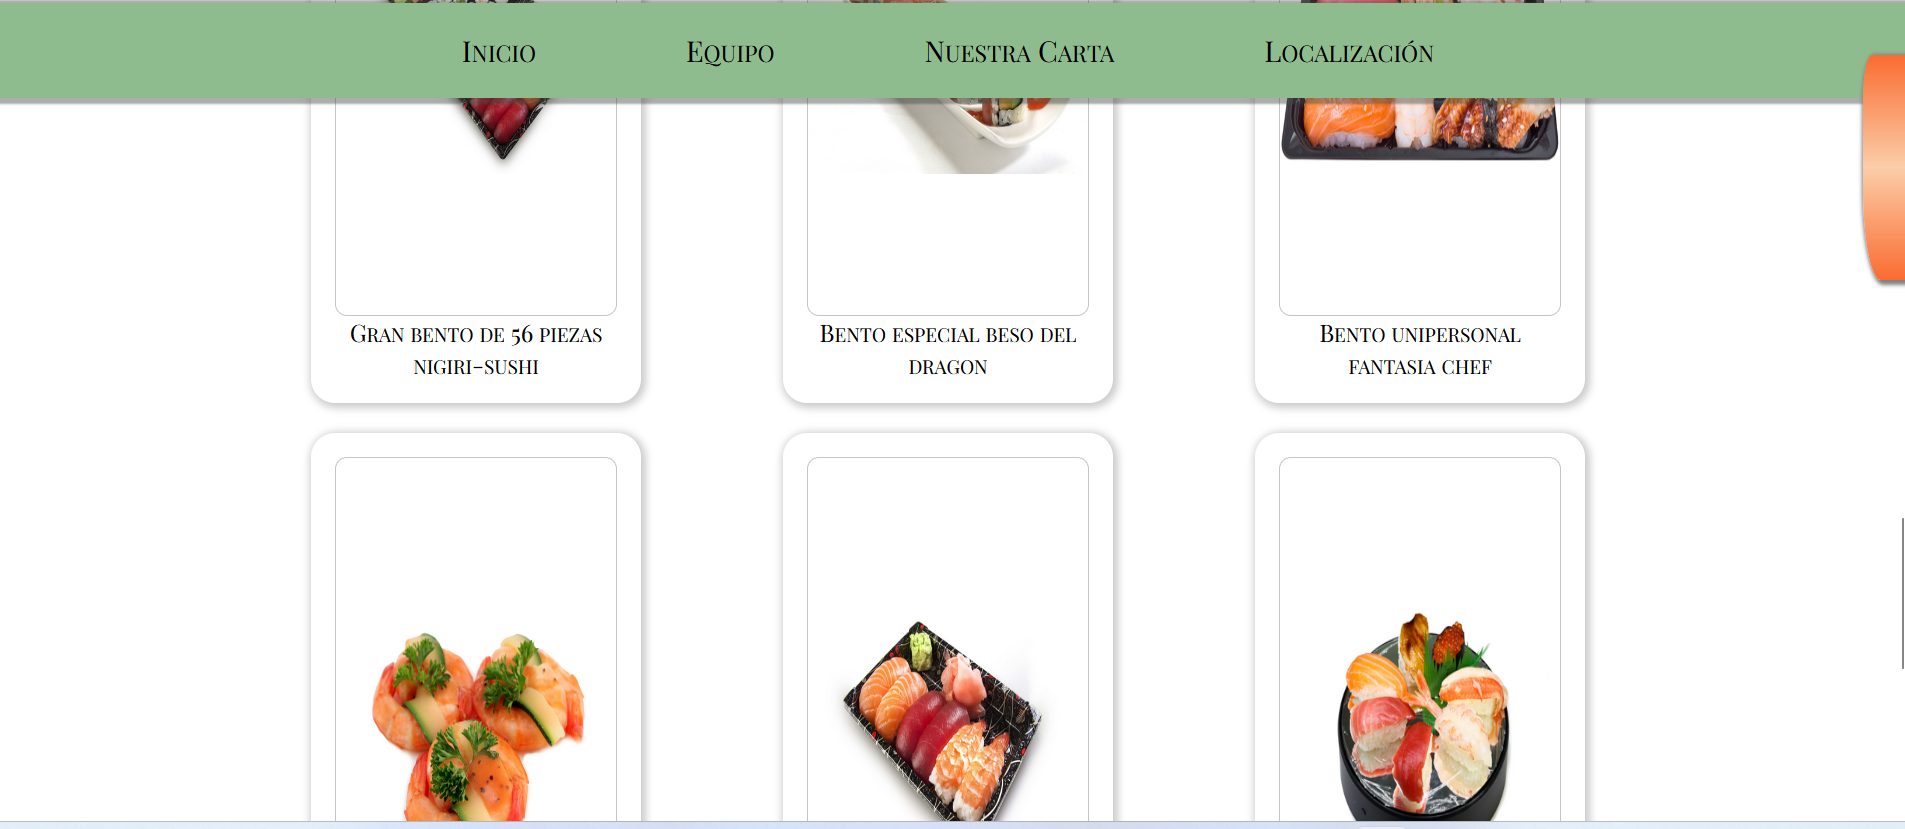 Inicio Equipo Nuestra Carta Localización
Gran bento de 56 piezas
nigiri-sushi
Bento especial beso del
dragon
Bento unipersonal
fantasia chef